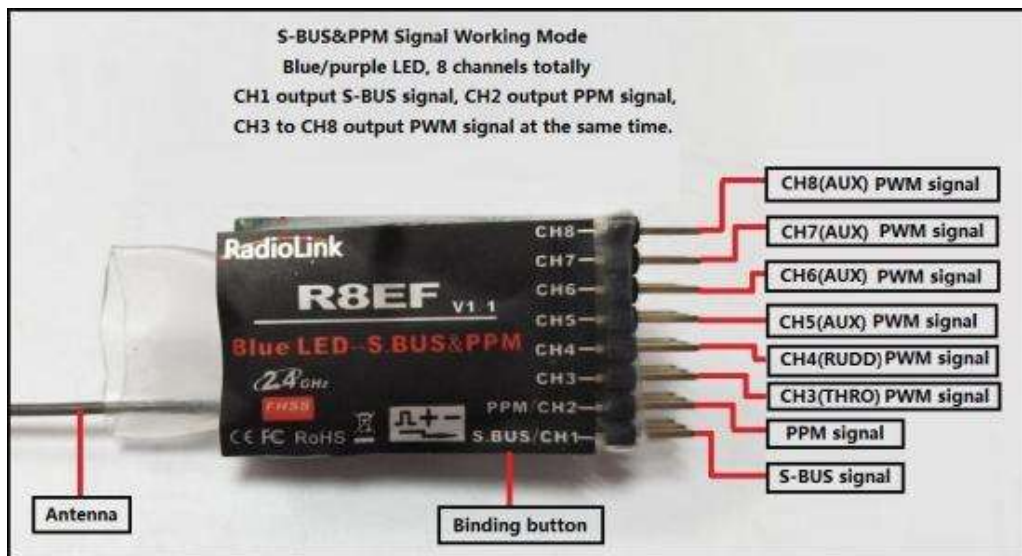 S-BUS&PPM Signal Working Mode
Blue/purple LED, 8 channels totally
CH1 output S-BUS signal, CH2 output PPM signal,
CH3 to CH8 output PWM signal at the same time.
CH8(AUX) PWM signal
CH7(AUX) PWM signal
CH6(AUX) PWM signal
CH5(AUX) PWM signal
CH4(RUDD)PWM signal
CH3(THRO) PWM signal
PPM signal
S-BUS signal
RadioLink
R8EF V1.1
Blue LED--S.BUS&PPM
2.4GHz
FHSS
CE FC RoHS
CH8
CH7
CH6
CH5
CH4
CH3
PPM/CH2
S.BUS/CH1
Antenna
Binding button